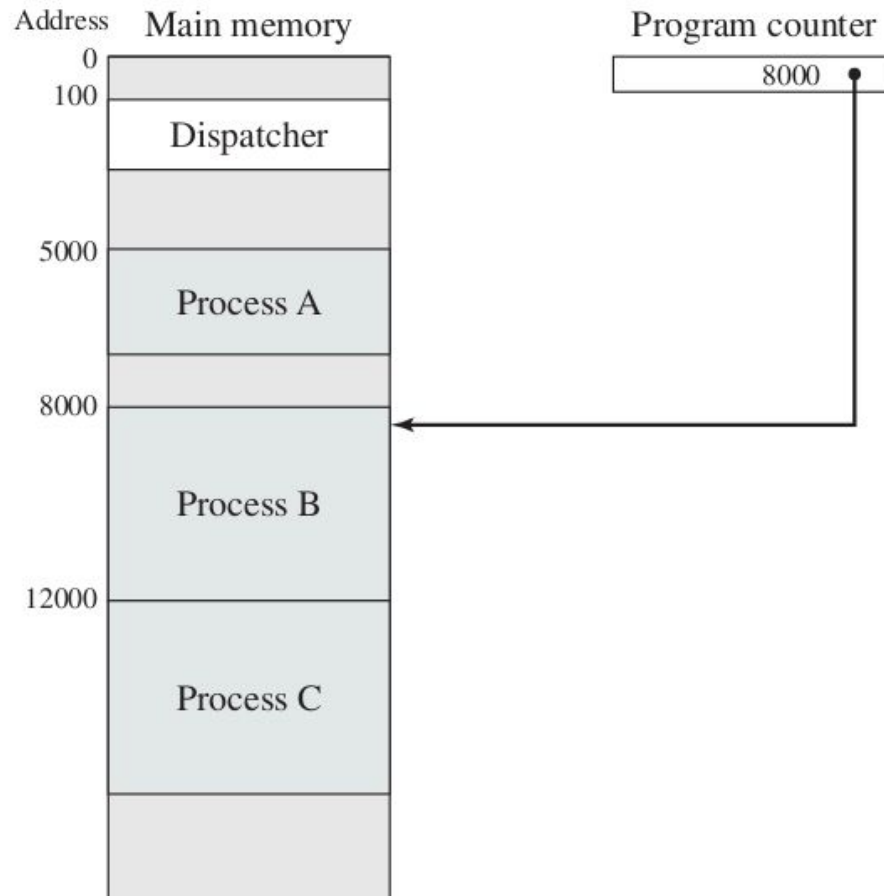 Address
Main memory
Program counter
0
8000
100
Dispatcher
5000
Process A
8000
Process B
12000
Process C